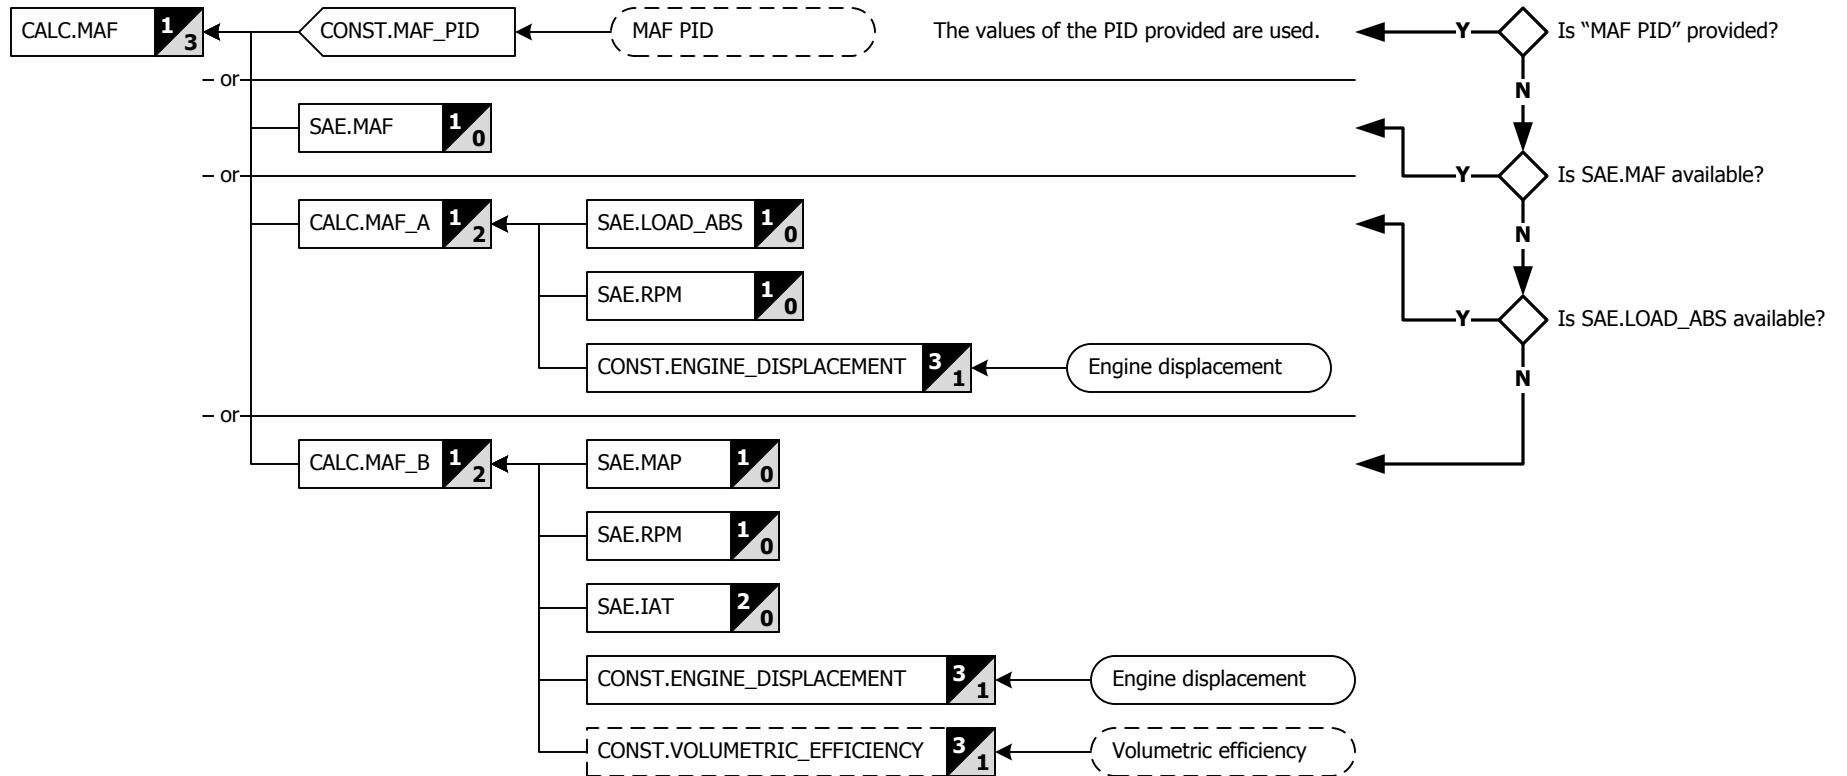 CALC.MAF 1 3 CONST.MAF_PID MAF PID The values of the PID provided are used. Y Is “MAF PID” provided?
– or
N
SAE.MAF 1 0
– or
Y Is SAE.MAF available?
CALC.MAF_A 1 2 SAE.LOAD_ABS 1 0
N
SAE.RPM 1 0
Y Is SAE.LOAD_ABS available?
CONST.ENGINE_DISPLACEMENT 3 1 Engine displacement
N
– or
CALC.MAF_B 1 2 SAE.MAP 1 0
SAE.RPM 1 0
SAE.IAT 2 0
CONST.ENGINE_DISPLACEMENT 3 1 Engine displacement
CONST.VOLUMETRIC_EFFICIENCY 3 1 Volumetric efficiency